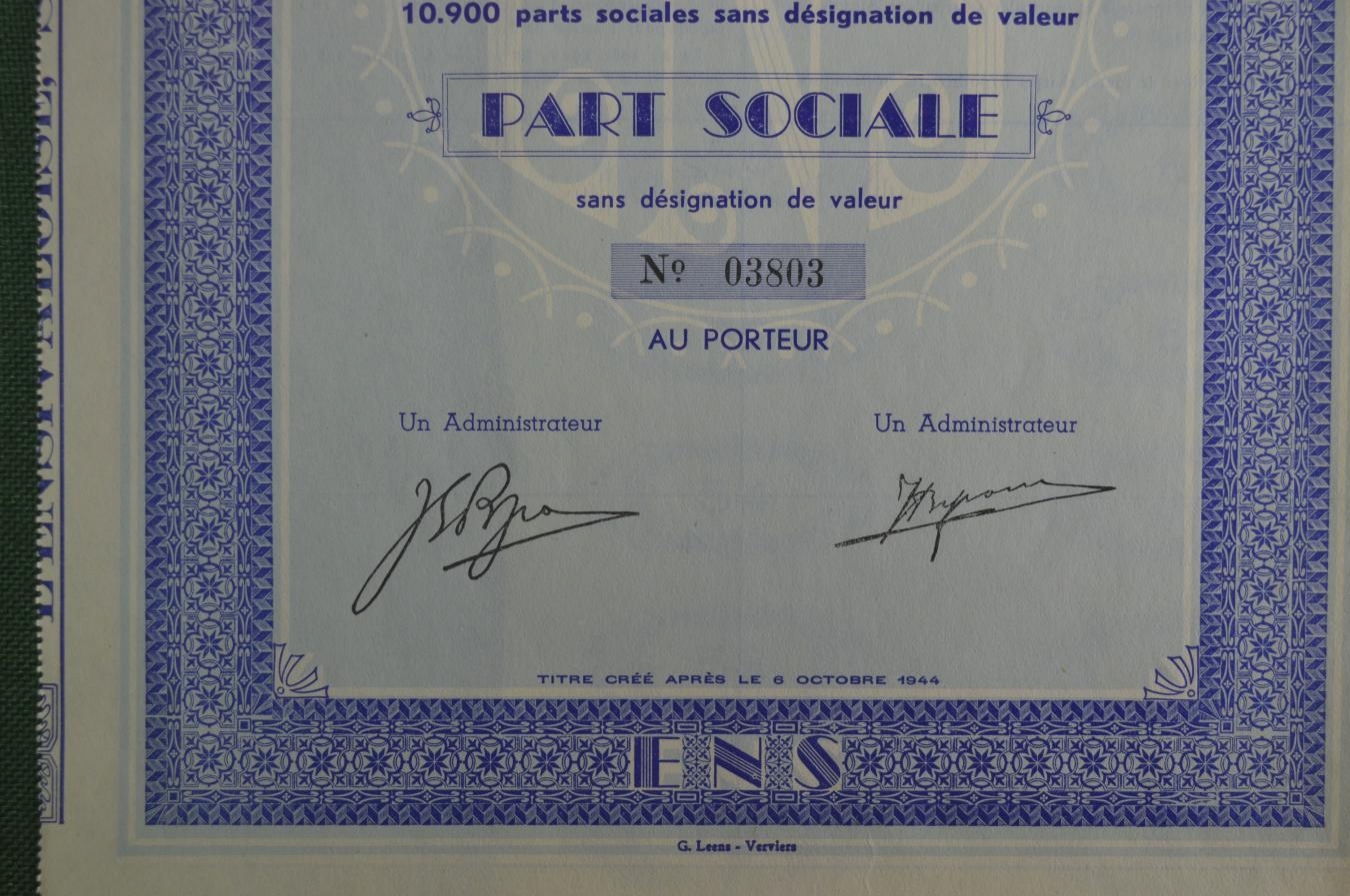 10.900 parts sociales sans désignation de valeur
PART SOCIALE
sans désignation de valeur
Nº 03803
AU PORTEUR
Un Administrateur
Un Administrateur
TITRE CRÉÉ APRÈS LE 6 OCTOBRE 1944
ENS
G. Leens - Verviers